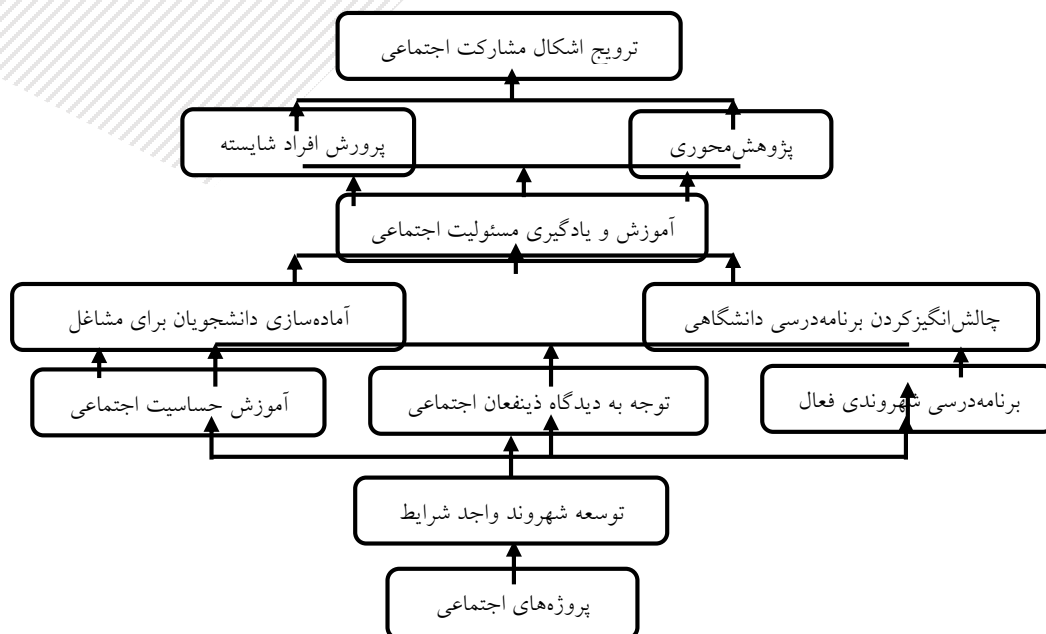 ترویج اشکال مشارکت اجتماعی
پژوهش‌محوری
پرورش افراد شایسته
آموزش و یادگیری مسئولیت اجتماعی
چالش‌انگیزکردن برنامه‌درسی دانشگاهی
آماده‌سازی دانشجویان برای مشاغل
برنامه‌درسی شهروندی فعال
توجه به دیدگاه ذینفعان اجتماعی
آموزش حساسیت اجتماعی
توسعه شهروند واجد شرایط
پروژه‌های اجتماعی